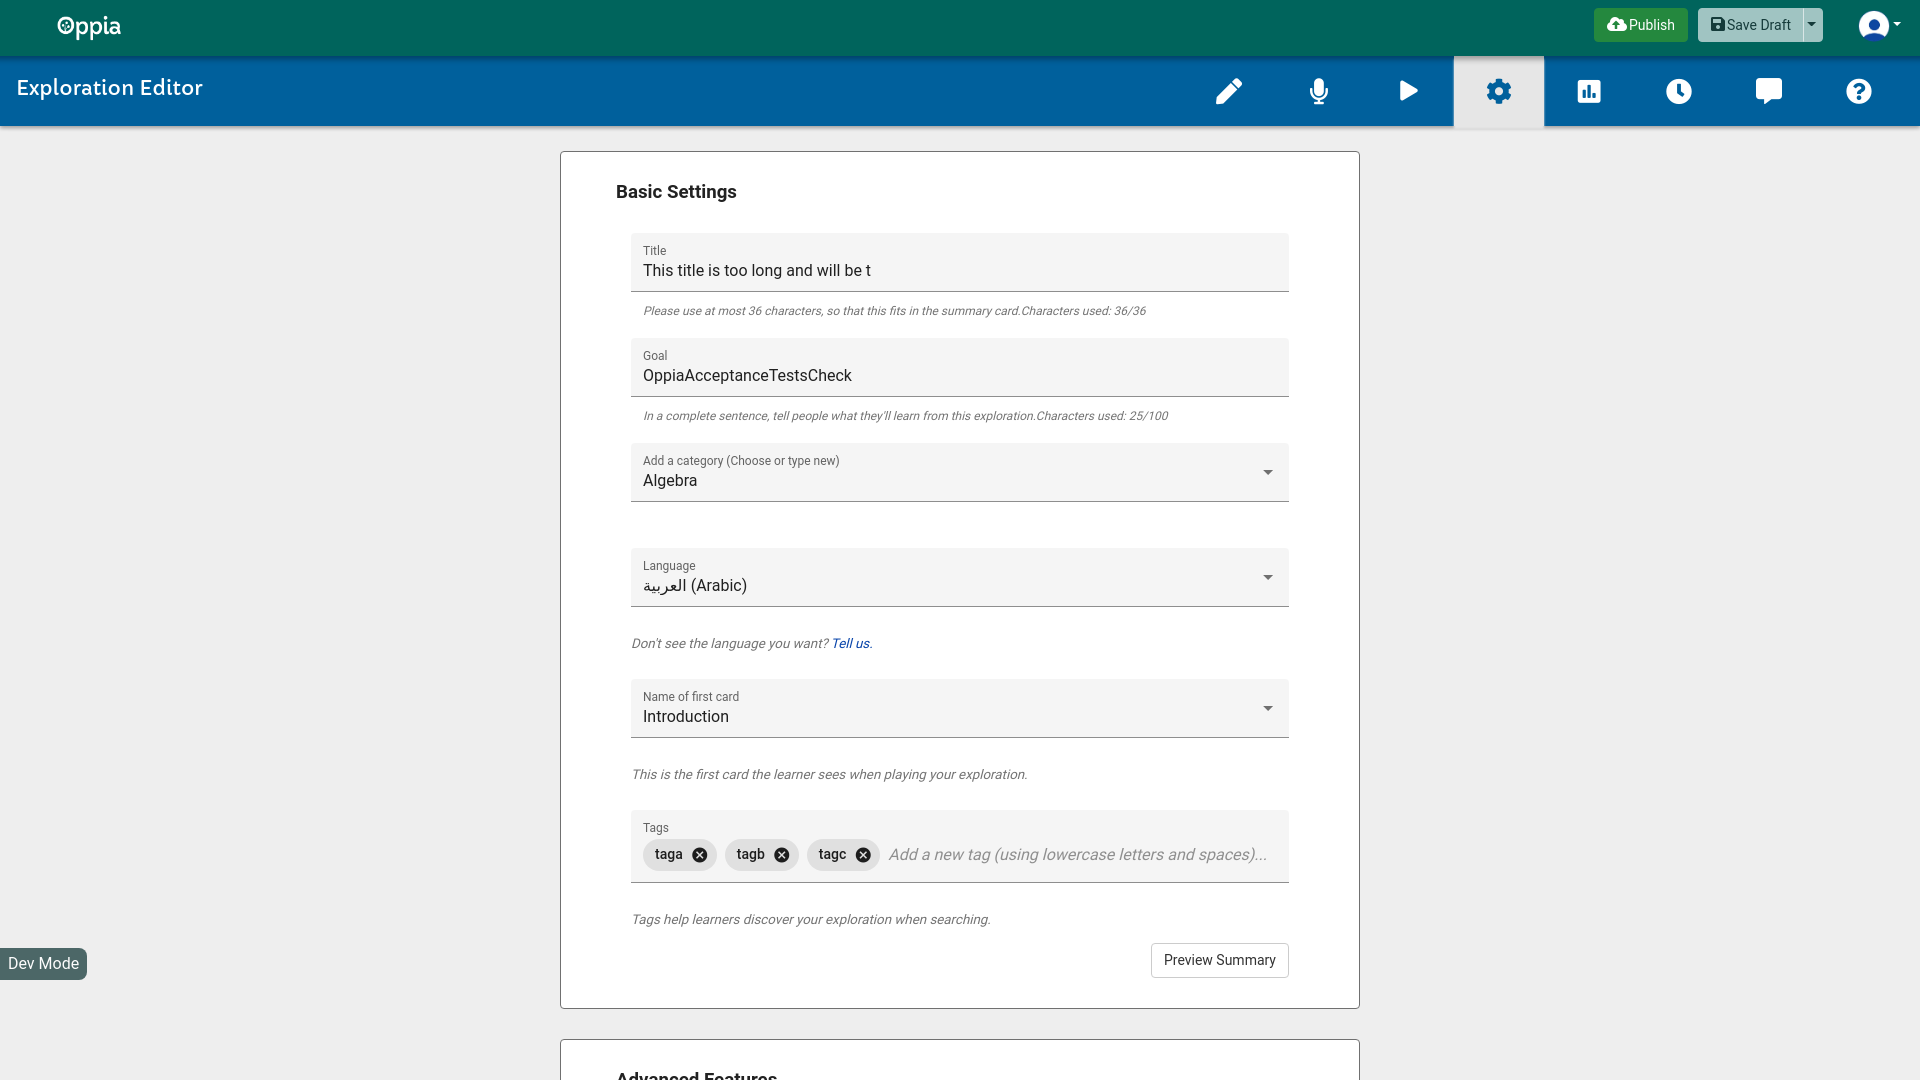 Oppia
Publish
Save Draft
Exploration Editor
Basic Settings
Title
This title is too long and will be t
Please use at most 36 characters, so that this fits in the summary card.Characters used: 36/36
Goal
OppiaAcceptanceTestsCheck
In a complete sentence, tell people what they'll learn from this exploration.Characters used: 25/100
Add a category (Choose or type new)
Algebra
Language
العربية (Arabic)
Don't see the language you want? Tell us.
Name of first card
Introduction
This is the first card the learner sees when playing your exploration.
Tags
taga tagb tagc Add a new tag (using lowercase letters and spaces)...
Tags help learners discover your exploration when searching.
Preview Summary
Dev Mode
Advanced Features